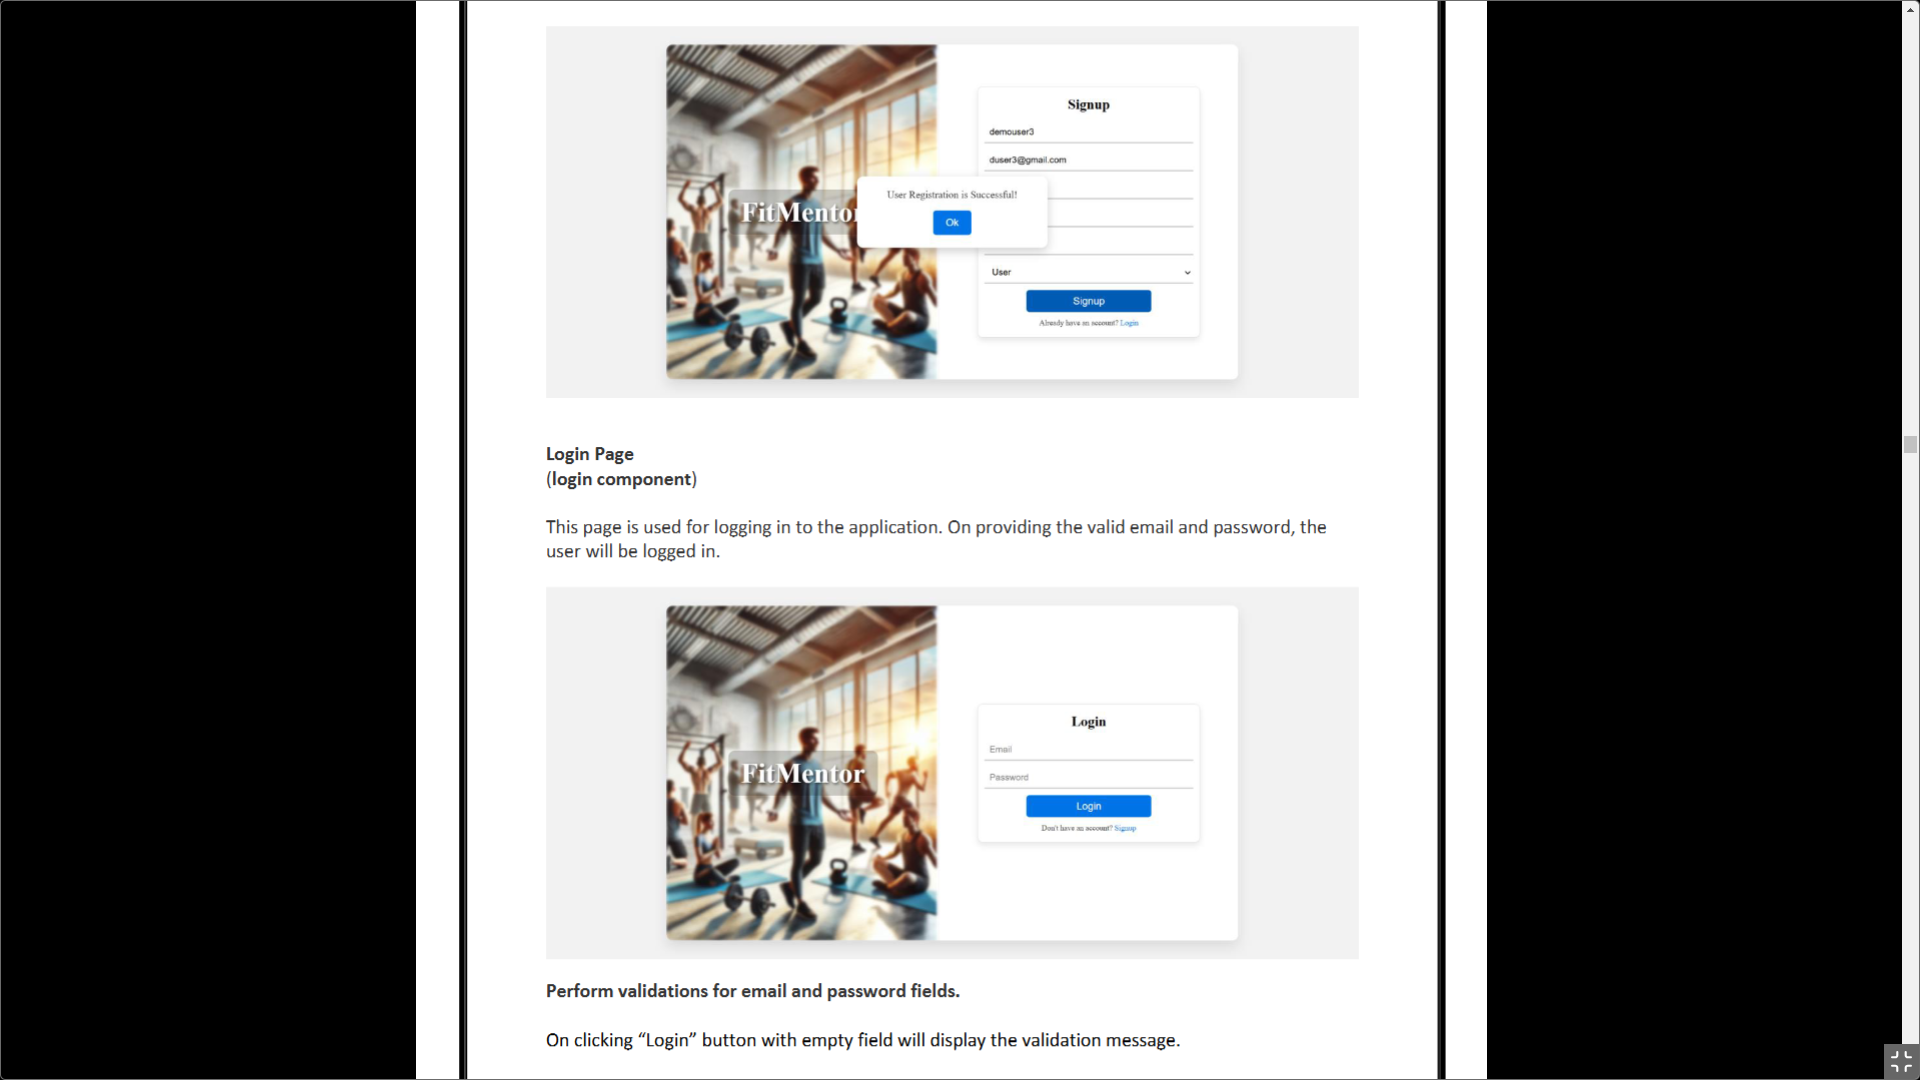 Signup
demouser3
duser3@gmail.com
User Registration is Successful!
FitMentor
Ok
User
Signup
Already have an account? Login
Login Page
(login component)
This page is used for logging in to the application. On providing the valid email and password, the
user will be logged in.
Login
Email
FitMentor
Password
Login
Don't have an account? Signup
Perform validations for email and password fields.
On clicking “Login” button with empty field will display the validation message.